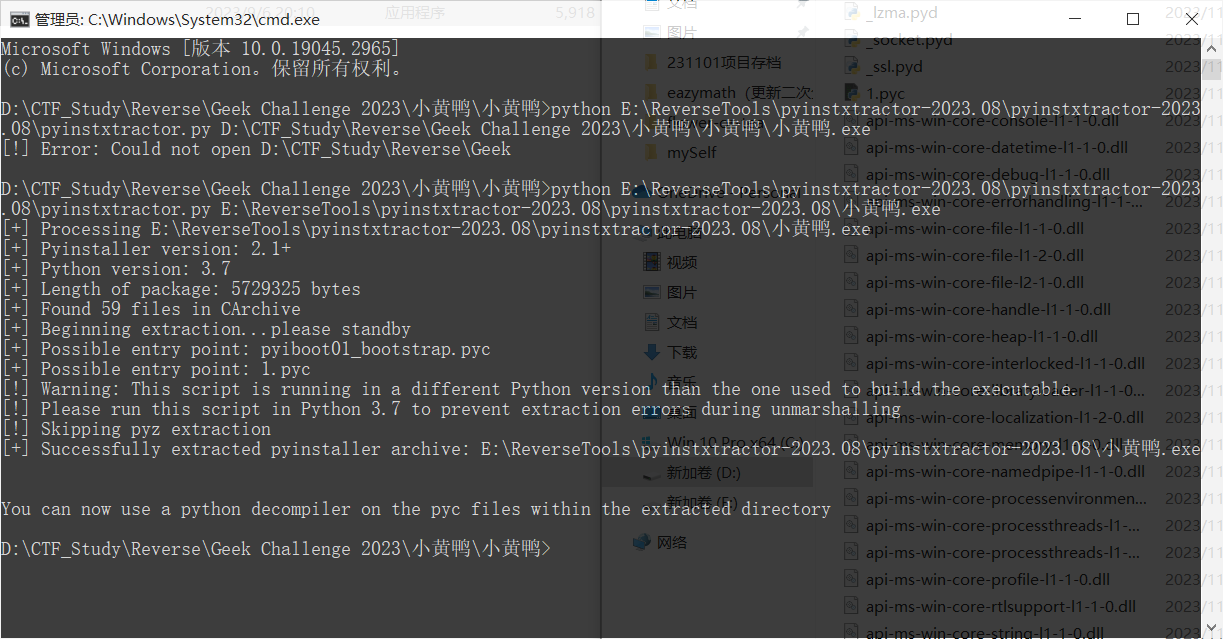 管理员: C:\Windows\System32\cmd.exe
Microsoft Windows [版本 10.0.19045.2965]
(c) Microsoft Corporation。保留所有权利。
D:\CTF_Study\Reverse\Geek Challenge 2023\小黄鸭\小黄鸭>python E:\ReverseTools\pyinstxtractor-2023.08\pyinstxtractor-2023
.08\pyinstxtractor.py D:\CTF_Study\Reverse\Geek Challenge 2023\小黄鸭\小黄鸭\小黄鸭.exe
[!] Error: Could not open D:\CTF_Study\Reverse\Geek
D:\CTF_Study\Reverse\Geek Challenge 2023\小黄鸭\小黄鸭>python E:\ReverseTools\pyinstxtractor-2023.08\pyinstxtractor-2023
.08\pyinstxtractor.py E:\ReverseTools\pyinstxtractor-2023.08\pyinstxtractor-2023.08\小黄鸭.exe
[+] Processing E:\ReverseTools\pyinstxtractor-2023.08\pyinstxtractor-2023.08\小黄鸭.exe
[+] Pyinstaller version: 2.1+
[+] Python version: 3.7
[+] Length of package: 5729325 bytes
[+] Found 59 files in CArchive
[+] Beginning extraction...please standby
[+] Possible entry point: pyiboot01_bootstrap.pyc
[+] Possible entry point: 1.pyc
[!] Warning: This script is running in a different Python version than the one used to build the executable.
[!] Please run this script in Python 3.7 to prevent extraction errors during unmarshalling
[!] Skipping pyz extraction
[+] Successfully extracted pyinstaller archive: E:\ReverseTools\pyinstxtractor-2023.08\pyinstxtractor-2023.08\小黄鸭.exe
You can now use a python decompiler on the pyc files within the extracted directory
D:\CTF_Study\Reverse\Geek Challenge 2023\小黄鸭\小黄鸭>
2023/9/6 20:10
应用程序
5,918
文档
图片
231101项目存档
eazymath（更新二次
mySelf
此电脑
视频
图片
文档
下载
音乐
桌面
Win 10 Pro x64 (C:)
新加卷 (D:)
新加卷 (E:)
网络
_lzma.pyd
_socket.pyd
_ssl.pyd
1.pyc
api-ms-win-core-console-l1-1-0.dll
api-ms-win-core-datetime-l1-1-0.dll
api-ms-win-core-debug-l1-1-0.dll
api-ms-win-core-errorhandling-l1-1-...
api-ms-win-core-file-l1-1-0.dll
api-ms-win-core-file-l1-2-0.dll
api-ms-win-core-file-l2-1-0.dll
api-ms-win-core-handle-l1-1-0.dll
api-ms-win-core-heap-l1-1-0.dll
api-ms-win-core-interlocked-l1-1-0.dll
api-ms-win-core-localization-l1-2-0.dll
api-ms-win-core-namedpipe-l1-1-0.dll
api-ms-win-core-processenvironmen...
api-ms-win-core-processthreads-l1-...
api-ms-win-core-processthreads-l1-...
api-ms-win-core-profile-l1-1-0.dll
api-ms-win-core-rtlsupport-l1-1-0.dll
api-ms-win-core-string-l1-1-0.dll